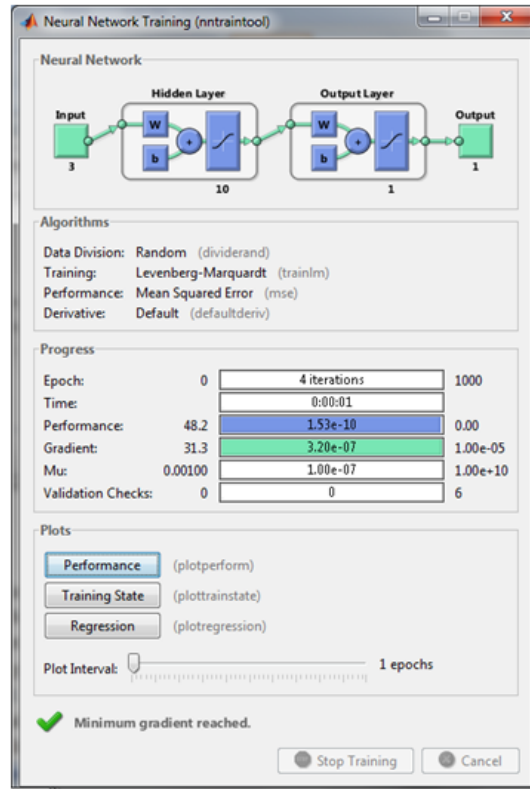 Neural Network Training (nntraintool)
Neural Network
Hidden Layer Output Layer
Input Output
W W
+ +
b b
3 10 1 1
Algorithms
Data Division: Random (dividerand)
Training: Levenberg-Marquardt (trainlm)
Performance: Mean Squared Error (mse)
Derivative: Default (defaultderiv)
Progress
Epoch: 0 4 iterations 1000
Time: 0:00:01
Performance: 48.2 1.53e-10 0.00
Gradient: 31.3 3.20e-07 1.00e-05
Mu: 0.00100 1.00e-07 1.00e+10
Validation Checks: 0 0 6
Plots
Performance (plotperform)
Training State (plottrainstate)
Regression (plotregression)
Plot Interval: 1 epochs
Minimum gradient reached.
Stop Training Cancel